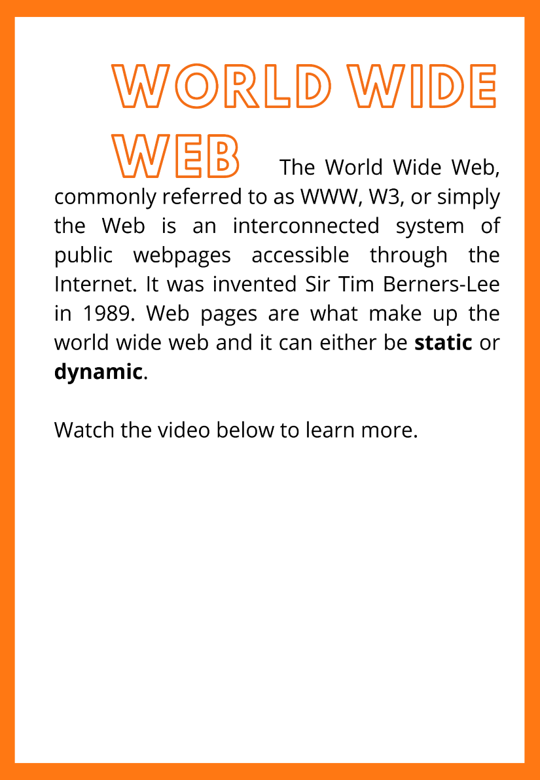 WORLD WIDE
WEB The World Wide Web,
commonly referred to as WWW, W3, or simply
the Web is an interconnected system of
public webpages accessible through the
Internet. It was invented Sir Tim Berners-Lee
in 1989. Web pages are what make up the
world wide web and it can either be static or
dynamic.
Watch the video below to learn more.